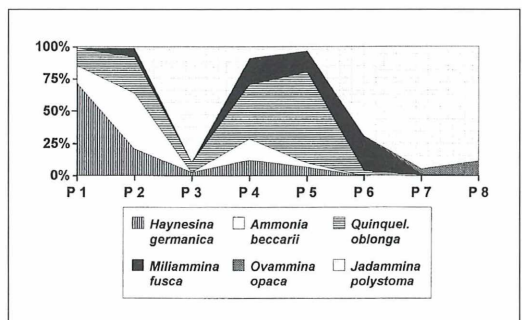 100%
75%
50%
25%
0%
P 1 P 2 P 3 P 4 P 5 P 6 P 7 P 8
Haynesina Ammonia Quinquel.
germanica beccarii oblonga
Miliammina Ovammina Jadammina
fusca opaca polystoma